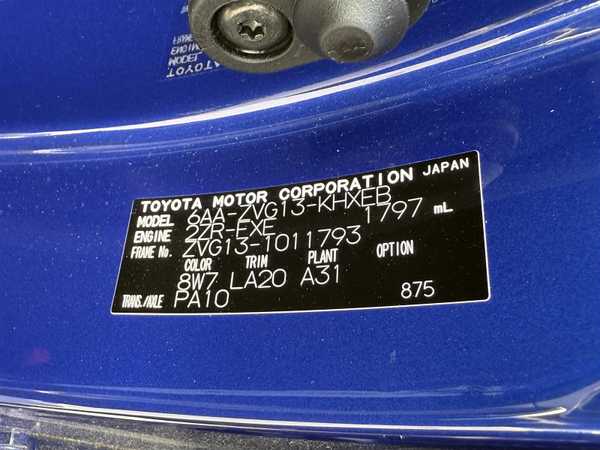 TOYOTA MOTOR CORPORATION JAPAN
MODEL 6AA-ZVG13-KHXEB
ENGINE 2ZR-EXE 1797 mL
FRAME No. ZVG13-1011793
COLOR TRIM PLANT OPTION
8W7 LA20 A31
TRANS./AXLE PA10 875